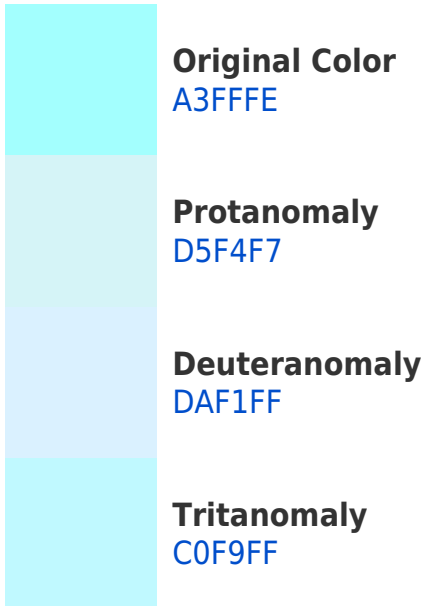 Original Color
A3FFFE
Protanomaly
D5F4F7
Deuteranomaly
DAF1FF
Tritanomaly
C0F9FF